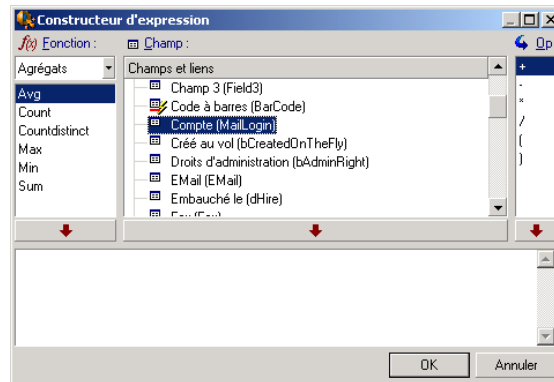 Constructeur d'expression
f(x) Fonction :
Champ :
Op
Agrégats
Champs et liens
+
Avg
Count
Countdistinct
Max
Min
Sum
Champ 3 (Field3)
Code à barres (BarCode)
Compte (MailLogin)
Créé au vol (bCreatedOnTheFly)
Droits d'administration (bAdminRight)
EMail (EMail)
Embauché le (dHire)
-
*
/
(
)
OK
Annuler